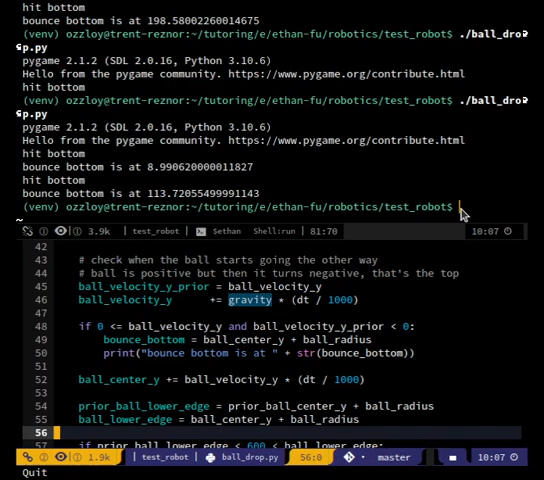 hit bottom
bounce bottom is at 198.58002260014675
(venv) ozzloy@trent-reznor:~/tutoring/e/ethan-fu/robotics/test_robot$ ./ball_dro
p.py
pygame 2.1.2 (SDL 2.0.16, Python 3.10.6)
Hello from the pygame community. https://www.pygame.org/contribute.html
hit bottom
(venv) ozzloy@trent-reznor:~/tutoring/e/ethan-fu/robotics/test_robot$ ./ball_dro
p.py
pygame 2.1.2 (SDL 2.0.16, Python 3.10.6)
Hello from the pygame community. https://www.pygame.org/contribute.html
hit bottom
bounce bottom is at 8.990620000011827
hit bottom
bounce bottom is at 113.72055499991143
(venv) ozzloy@trent-reznor:~/tutoring/e/ethan-fu/robotics/test_robot$
~
3.9k | test_robot Sethan Shell:run | 81:70 10:07
42
43 # check when the ball starts going the other way
44 # ball is positive but then it turns negative, that's the top
45 ball_velocity_y_prior = ball_velocity_y
46 ball_velocity_y += gravity * (dt / 1000)
47
48 if 0 <= ball_velocity_y and ball_velocity_y_prior < 0:
49 bounce_bottom = ball_center_y + ball_radius
50 print("bounce bottom is at " + str(bounce_bottom))
51
52 ball_center_y += ball_velocity_y * (dt / 1000)
53
54 prior_ball_lower_edge = prior_ball_center_y + ball_radius
55 ball_lower_edge = ball_center_y + ball_radius
56
57 if prior_ball_lower_edge < 600 < ball_lower_edge:
1.9k | test_robot ball_drop.py 56:0 master 10:07
Quit